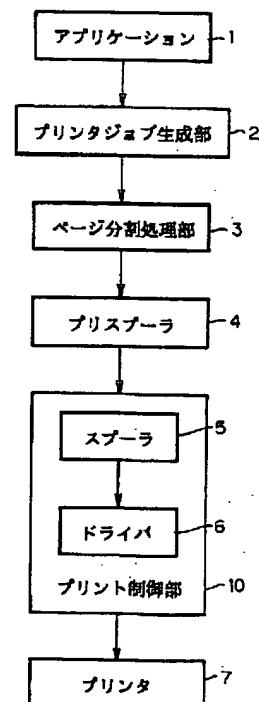 アプリケーション 1
プリンタジョブ生成部 2
ページ分割処理部 3
プリスプーラ 4
スプーラ 5
ドライバ 6
プリント制御部 10
プリンタ 7